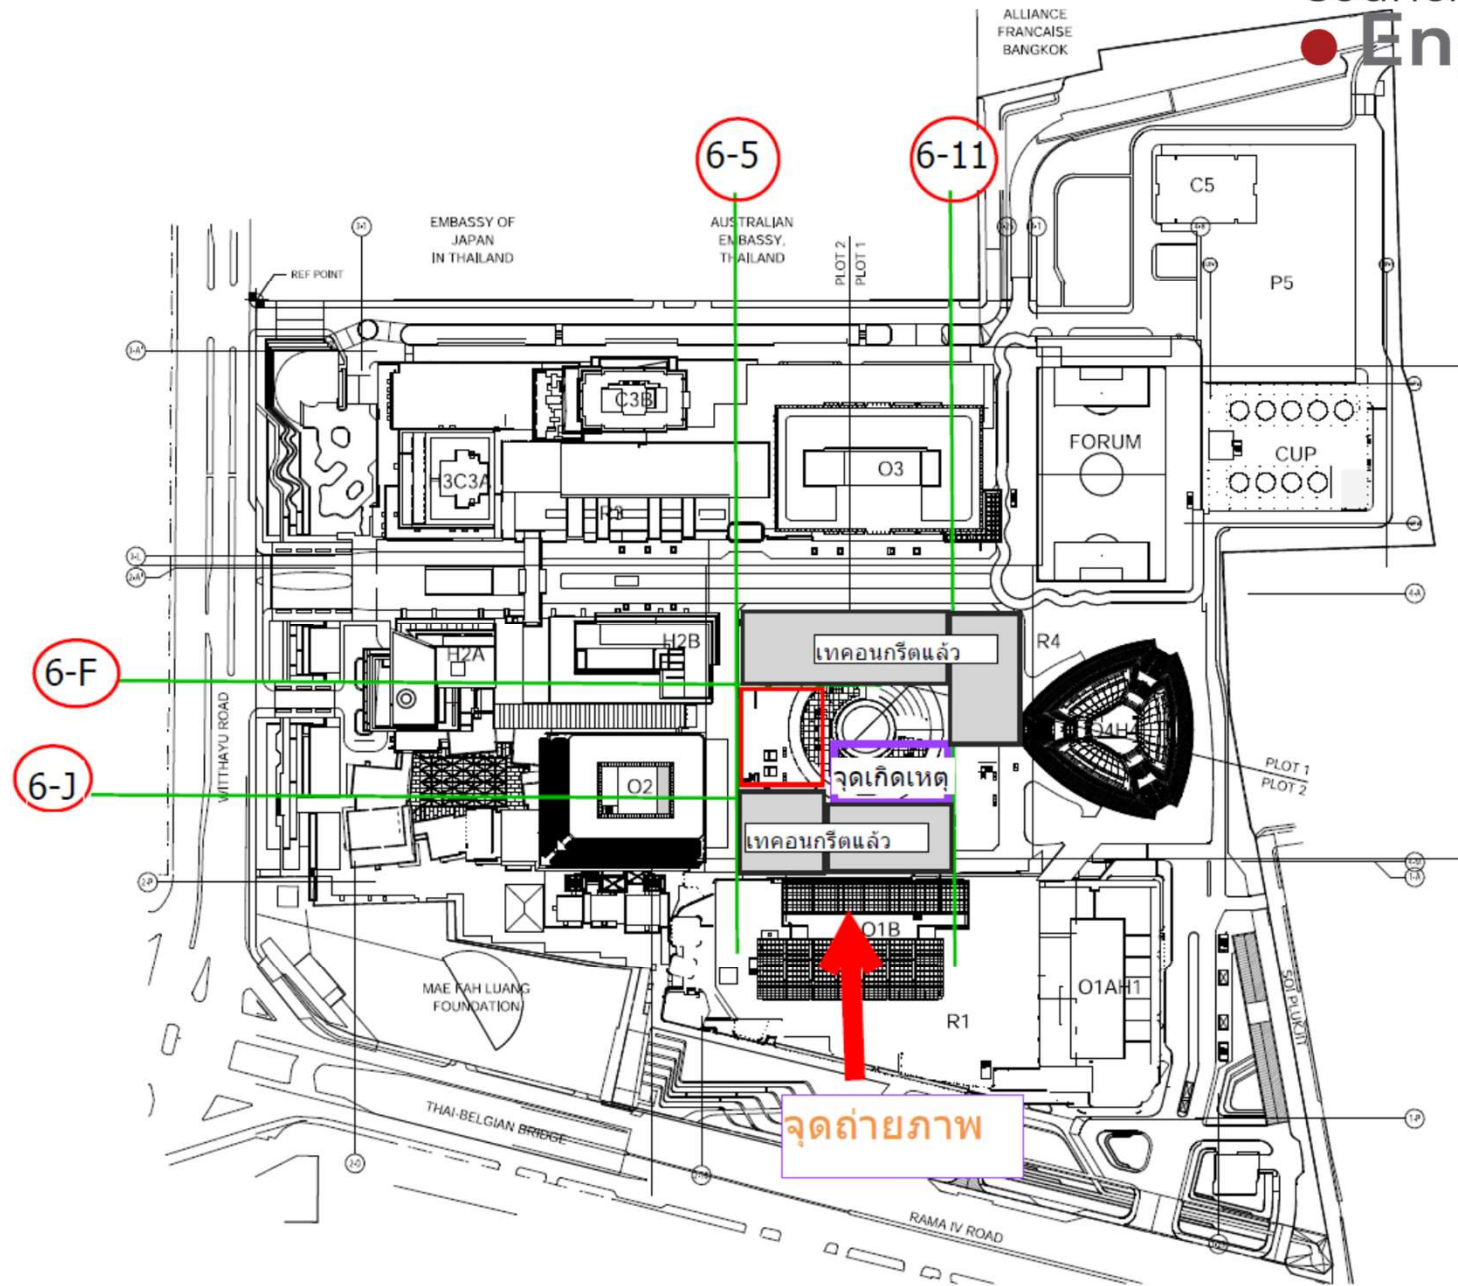 ALLIANCE
FRANCAISE
BANGKOK
En
6-5
6-11
C5
EMBASSY OF
JAPAN
IN THAILAND
AUSTRALIAN
EMBASSY,
THAILAND
PLOT 2
PLOT 1
REF POINT
P5
C3B
FORUM
O3
CUP
H3C3A
R3
เทคอนกรีตแล้ว
R4
H2A
H2B
6-F
WITTHAYU ROAD
PLOT 1
PLOT 2
จุดเกิดเหตุ
6-J
O2
เทคอนกรีตแล้ว
O1B
MAE FAH LUANG
FOUNDATION
O1AH1
R1
THAI-BELGIAN BRIDGE
จุดถ่ายภาพ
RAMA IV ROAD